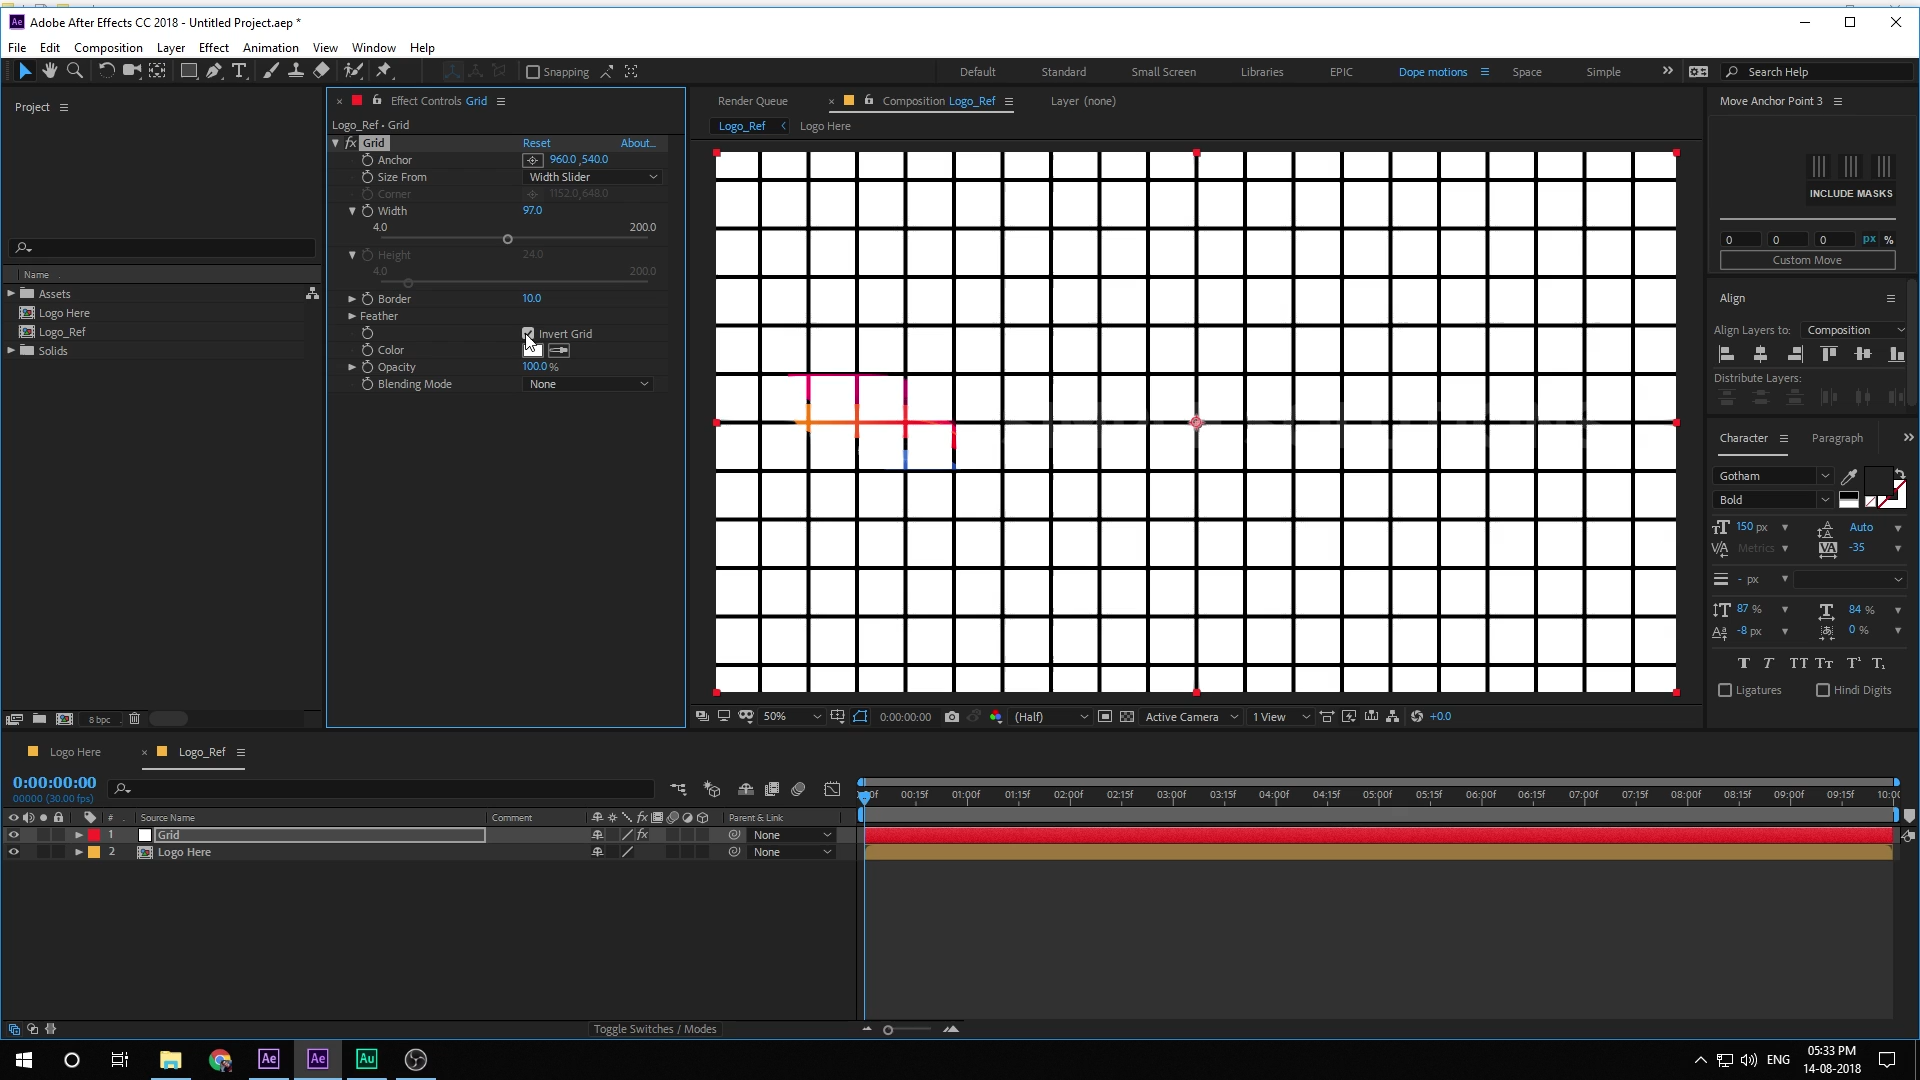 Adobe After Effects CC 2018 - Untitled Project.aep *
File Edit Composition Layer Effect Animation View Window Help
Snapping
Default Standard Small Screen Libraries EPIC Dope motions Space Simple
Search Help
Project
Name
Assets
Logo Here
Logo_Ref
Solids
8 bpc
Effect Controls Grid
Logo_Ref • Grid
fx Grid Reset About...
Anchor 960.0,540.0
Size From Width Slider
Corner 1152.0,648.0
Width 97.0
4.0 200.0
Height 24.0
4.0 200.0
Border 10.0
Feather
Invert Grid
Color
Opacity 100.0 %
Blending Mode None
Render Queue Composition Logo_Ref Layer (none)
Logo_Ref Logo Here
50% 0:00:00:00 (Half) Active Camera 1 View +0.0
Move Anchor Point 3
INCLUDE MASKS
0 0 0 px %
Custom Move
Align
Align Layers to: Composition
Distribute Layers:
Character Paragraph
Gotham
Bold
150 px Auto
Metrics -35
- px
87 % 84 %
-8 px 0 %
Ligatures Hindi Digits
Logo Here Logo_Ref
0:00:00:00
00000 (30.00 fps)
# Source Name Comment Parent & Link
1 Grid fx None
2 Logo Here None
00:15f 01:00f 01:15f 02:00f 02:15f 03:00f 03:15f 04:00f 04:15f 05:00f 05:15f 06:00f 06:15f 07:00f 07:15f 08:00f 08:15f 09:00f 09:15f
Toggle Switches / Modes
Ae Ae Au
ENG
05:33 PM
14-08-2018